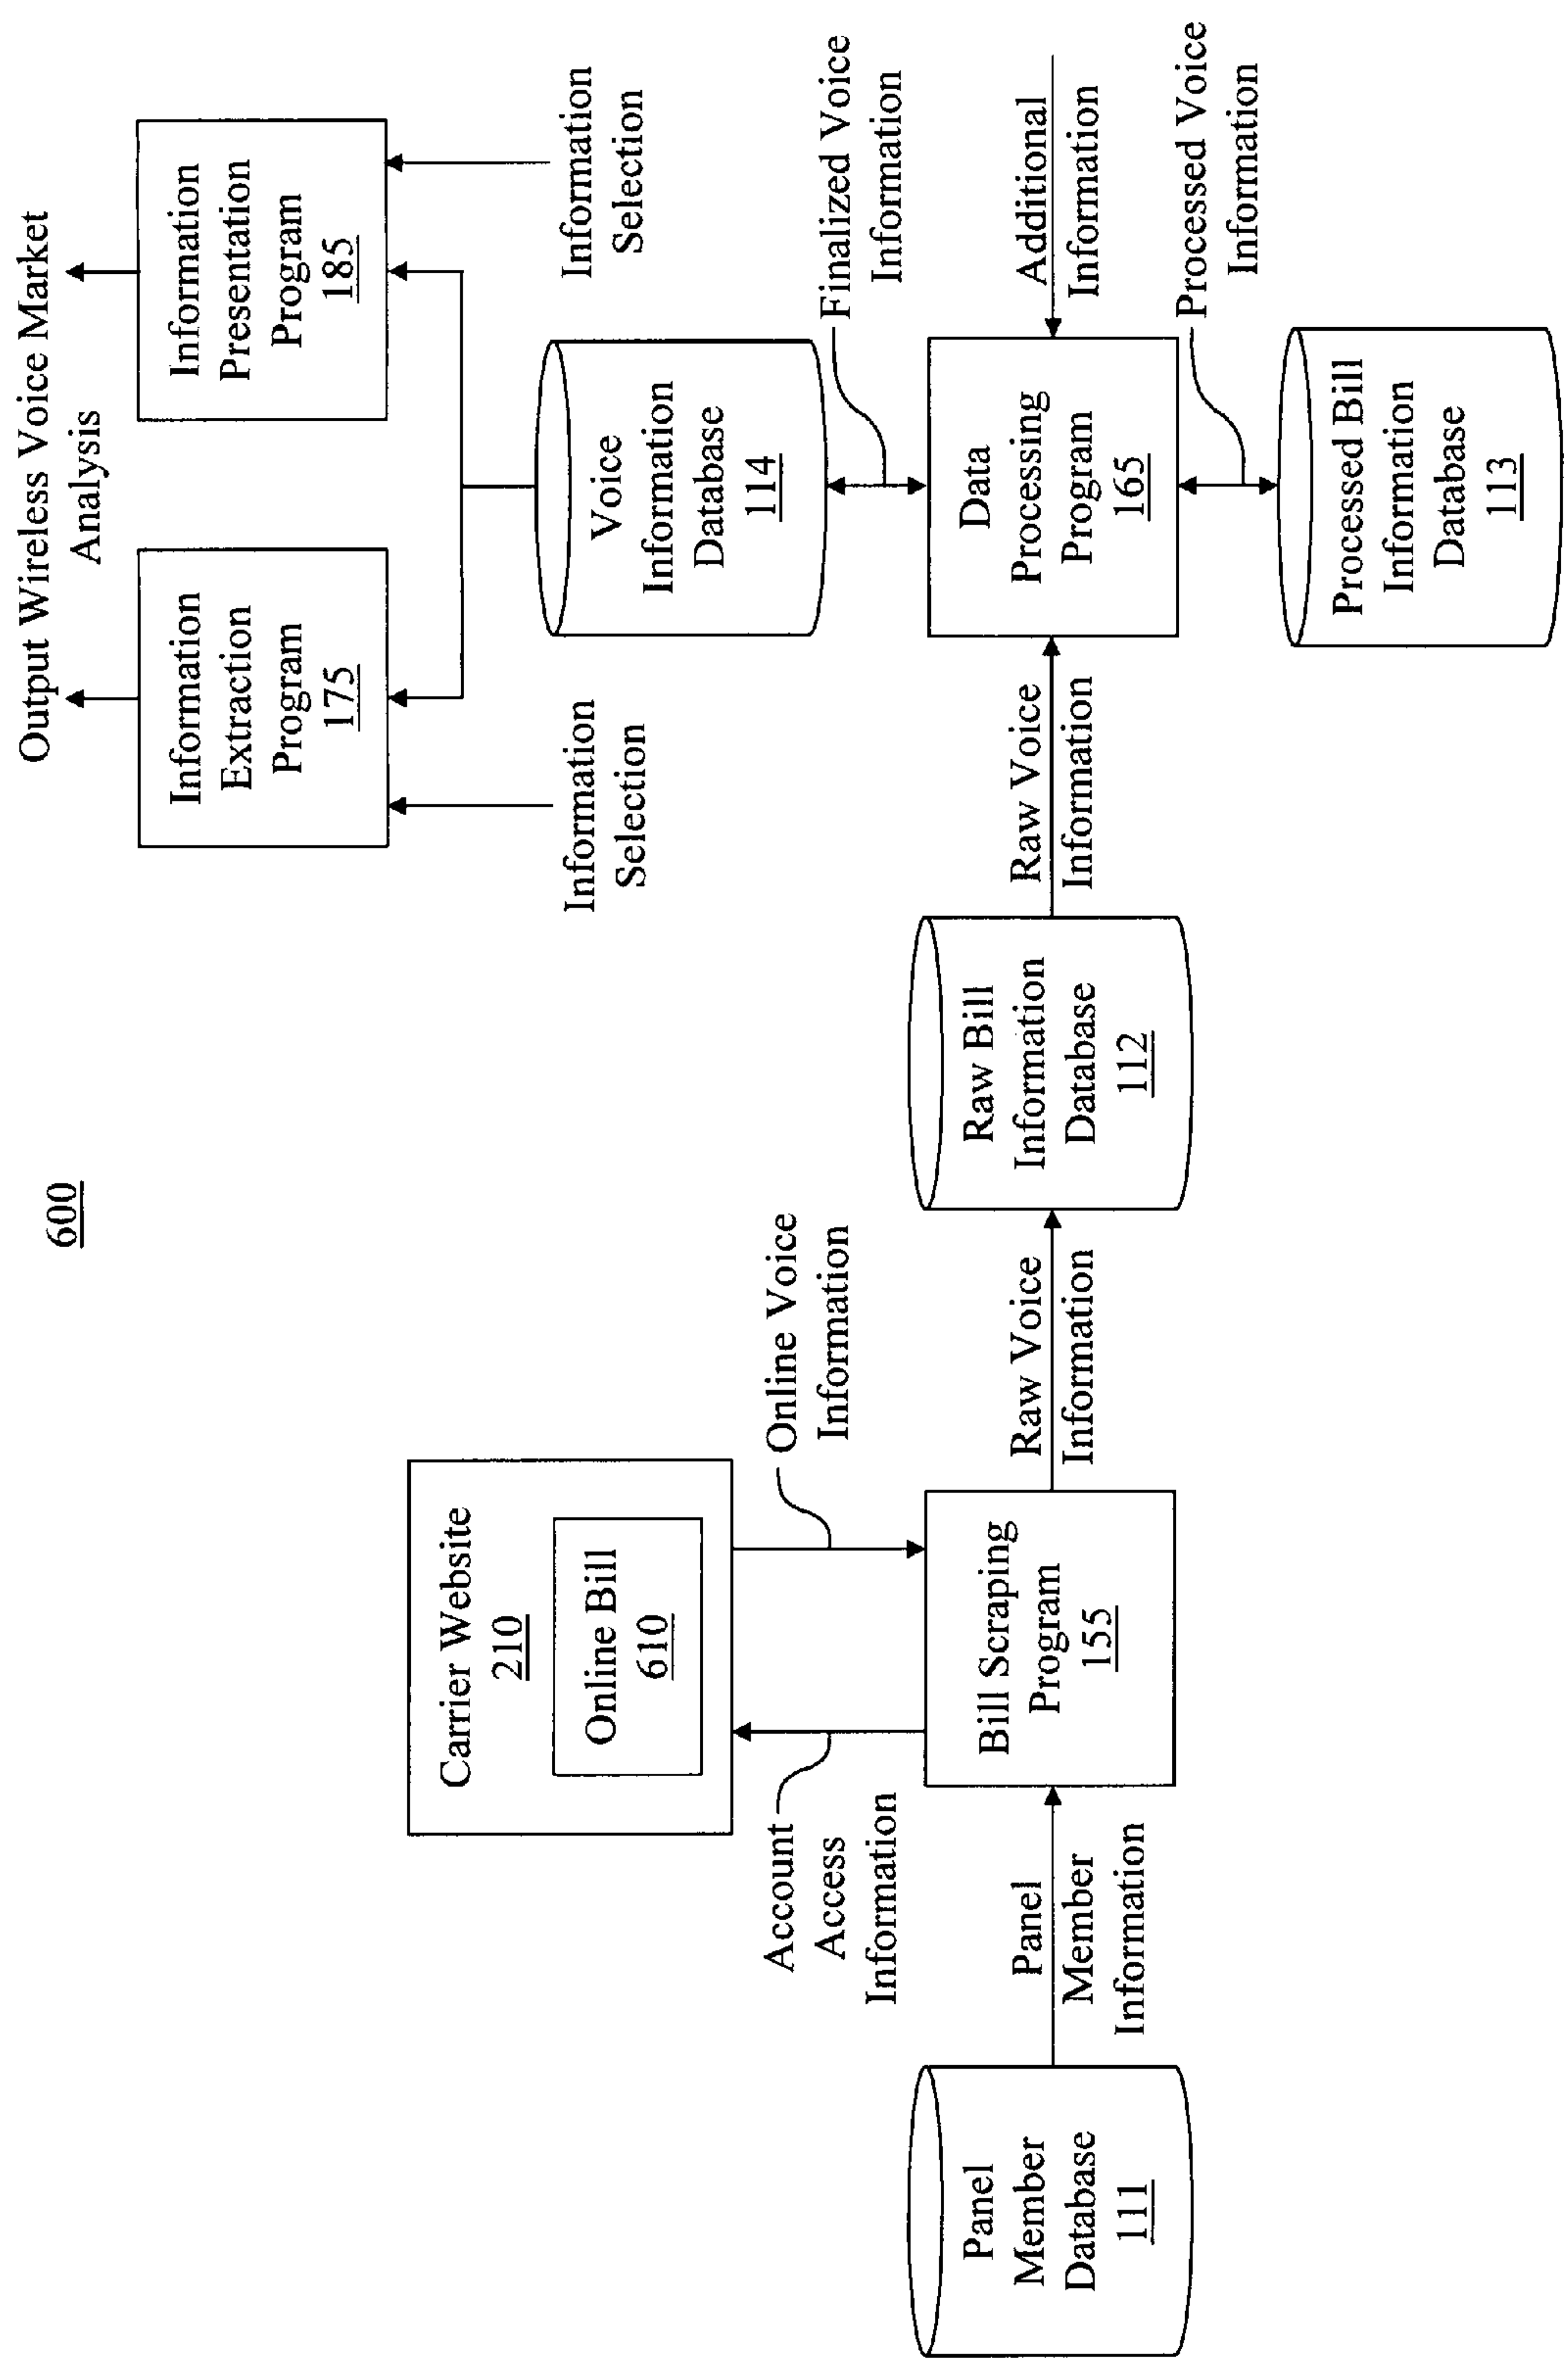 600
Output Wireless Voice Market
Analysis
Information
Extraction
Program
175
Information
Presentation
Program
185
Information
Selection
Information
Selection
Carrier Website
210
Online Bill
610
Voice
Information
Database
114
Account
Access
Information
Online Voice
Information
Finalized Voice
Information
Panel
Member
Database
111
Panel
Member
Information
Bill Scraping
Program
155
Raw Voice
Information
Raw Bill
Information
Database
112
Raw Voice
Information
Data
Processing
Program
165
Additional
Information
Processed Voice
Information
Processed Bill
Information
Database
113